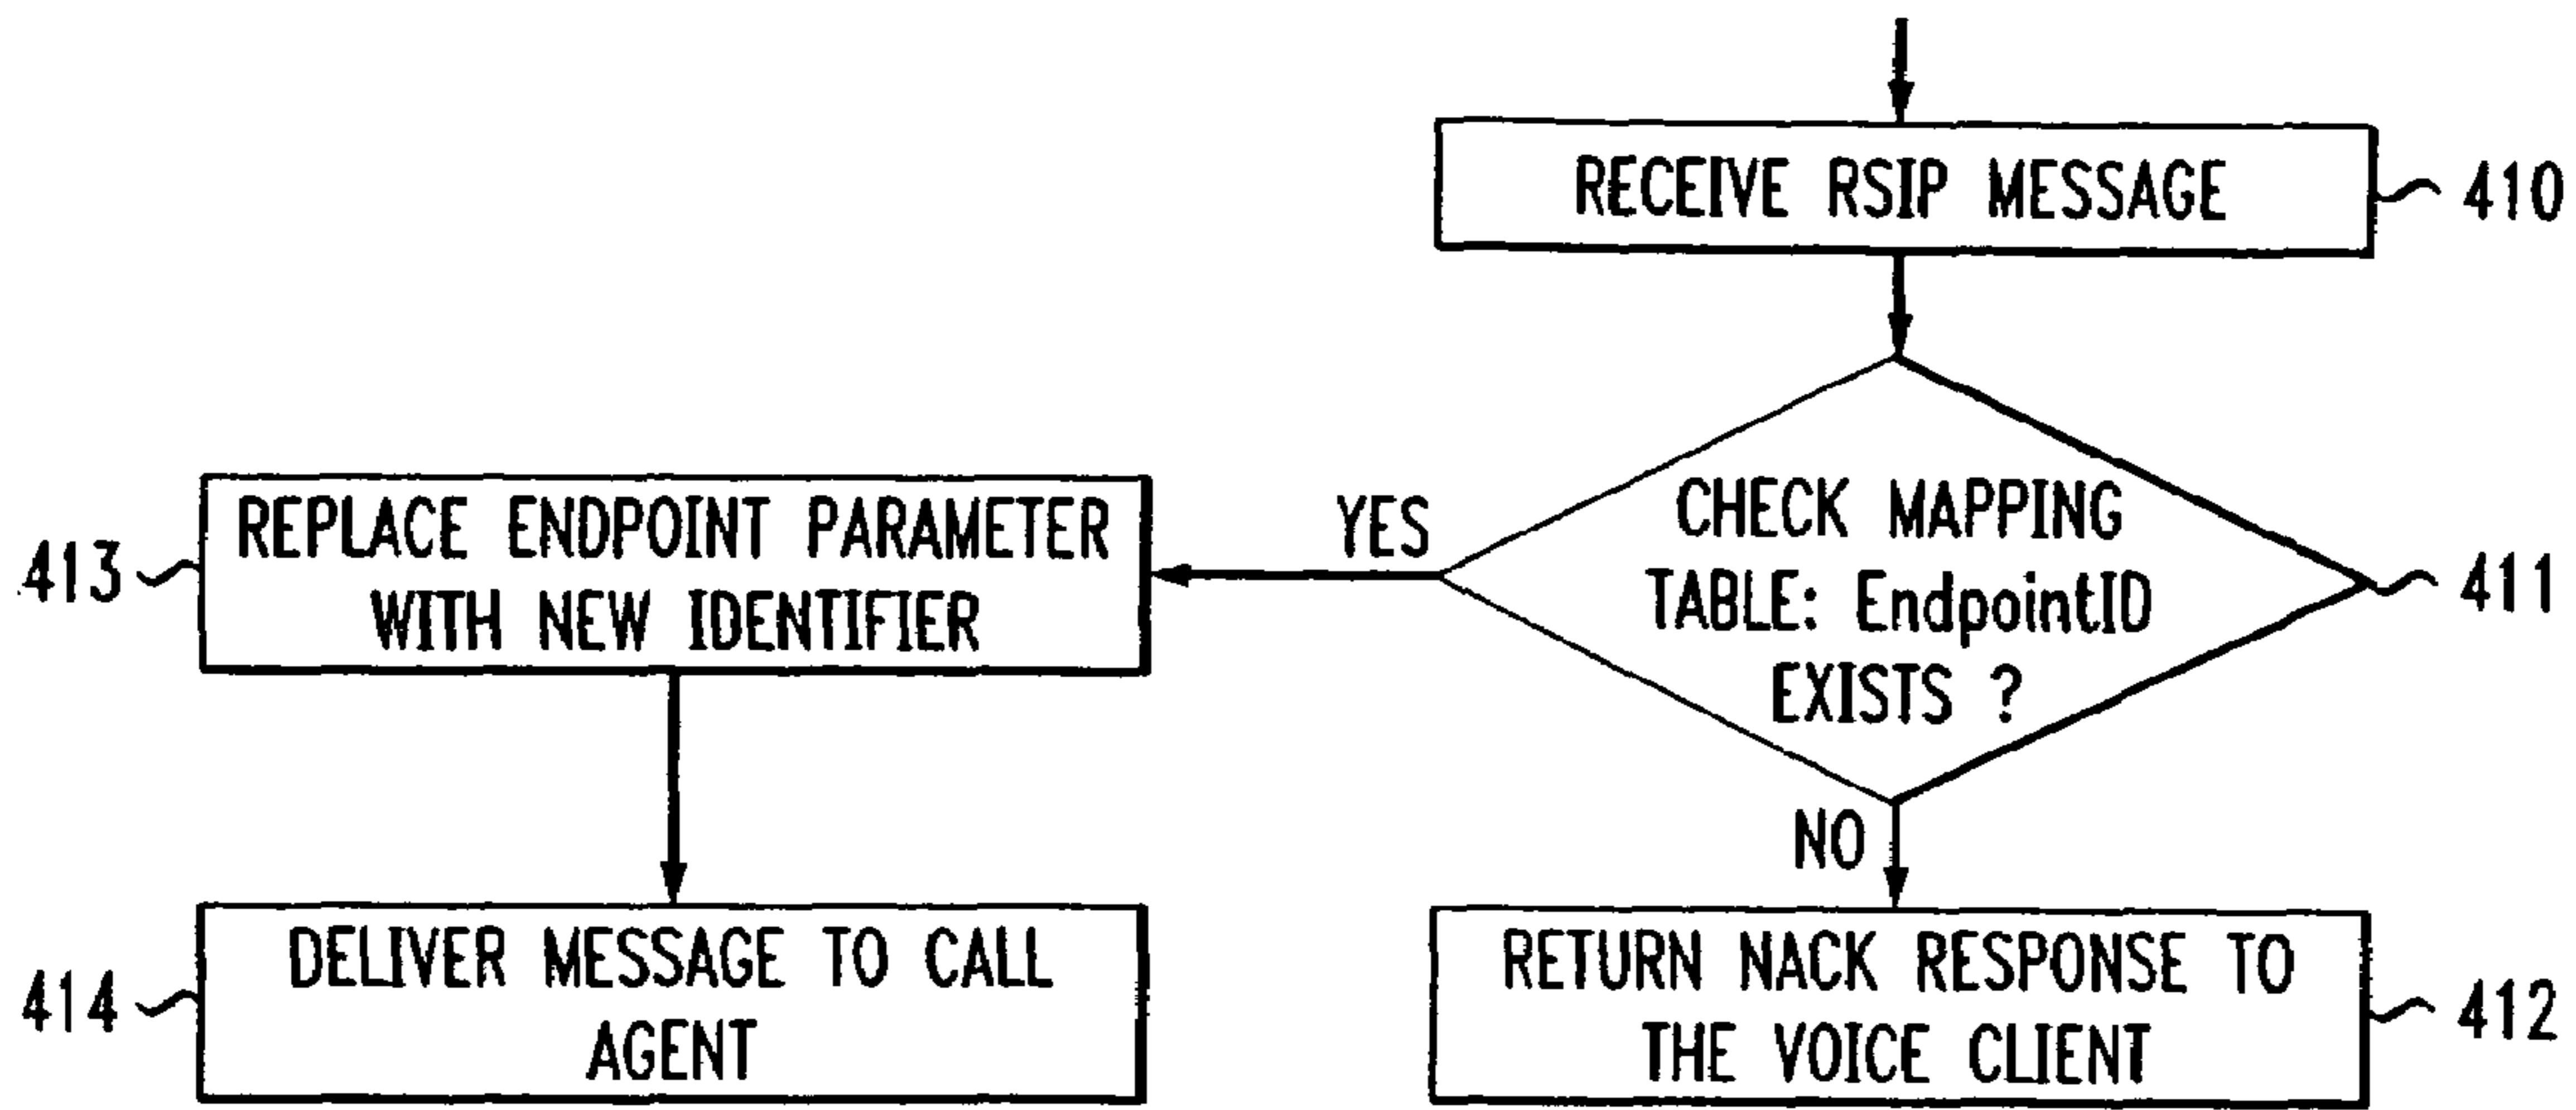 RECEIVE RSIP MESSAGE
410
CHECK MAPPING
TABLE: EndpointID
EXISTS ?
411
YES
REPLACE ENDPOINT PARAMETER
WITH NEW IDENTIFIER
413
NO
DELIVER MESSAGE TO CALL
AGENT
414
RETURN NACK RESPONSE TO
THE VOICE CLIENT
412